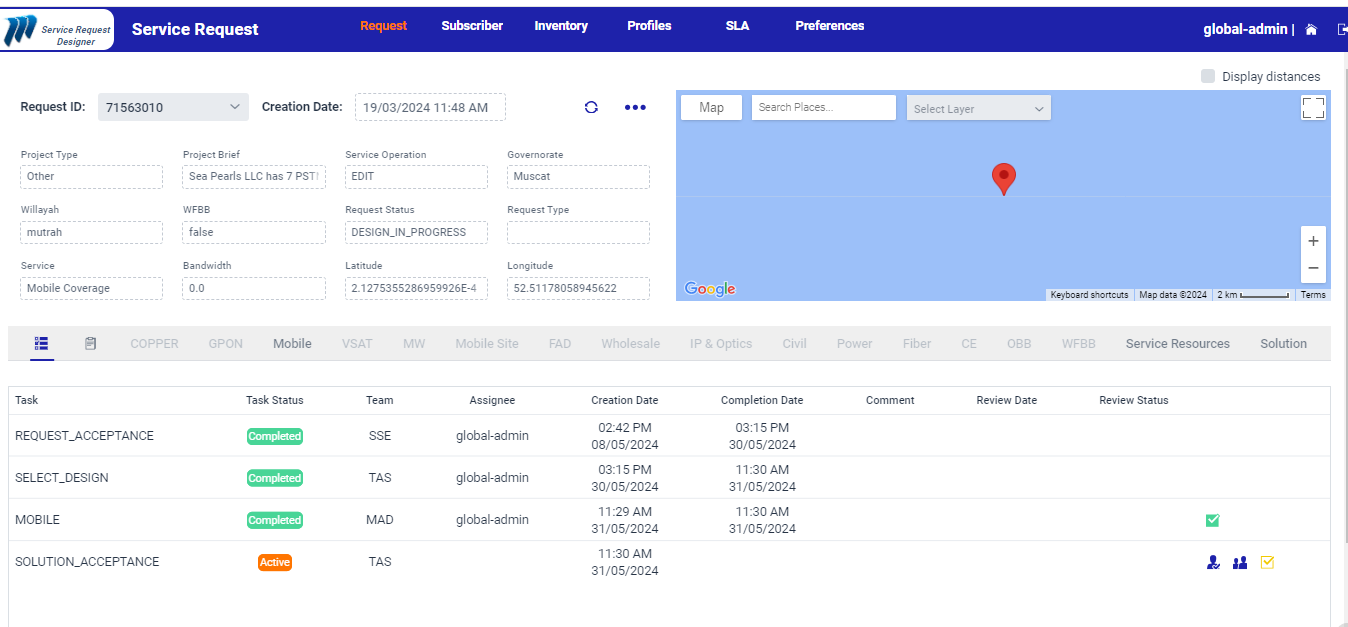 Service Request
Designer
Service Request
Request Subscriber Inventory Profiles SLA Preferences
global-admin |
Display distances
Request ID: 71563010 Creation Date: 19/03/2024 11:48 AM
Map Search Places... Select Layer
Project Type Project Brief Service Operation Governorate
Other Sea Pearls LLC has 7 PST EDIT Muscat
Willayah WFBB Request Status Request Type
mutrah false DESIGN_IN_PROGRESS
Service Bandwidth Latitude Longitude
Mobile Coverage 0.0 2.1275355286959926E-4 52.51178058945622
Google
Keyboard shortcuts Map data ©2024 2 km Terms
COPPER GPON Mobile VSAT MW Mobile Site FAD Wholesale IP & Optics Civil Power Fiber CE OBB WFBB Service Resources Solution
Task Task Status Team Assignee Creation Date Completion Date Comment Review Date Review Status
REQUEST_ACCEPTANCE Completed SSE global-admin 02:42 PM 03:15 PM
08/05/2024 30/05/2024
SELECT_DESIGN Completed TAS global-admin 03:15 PM 11:30 AM
30/05/2024 31/05/2024
MOBILE Completed MAD global-admin 11:29 AM 11:30 AM
31/05/2024 31/05/2024
SOLUTION_ACCEPTANCE Active TAS 11:30 AM
31/05/2024